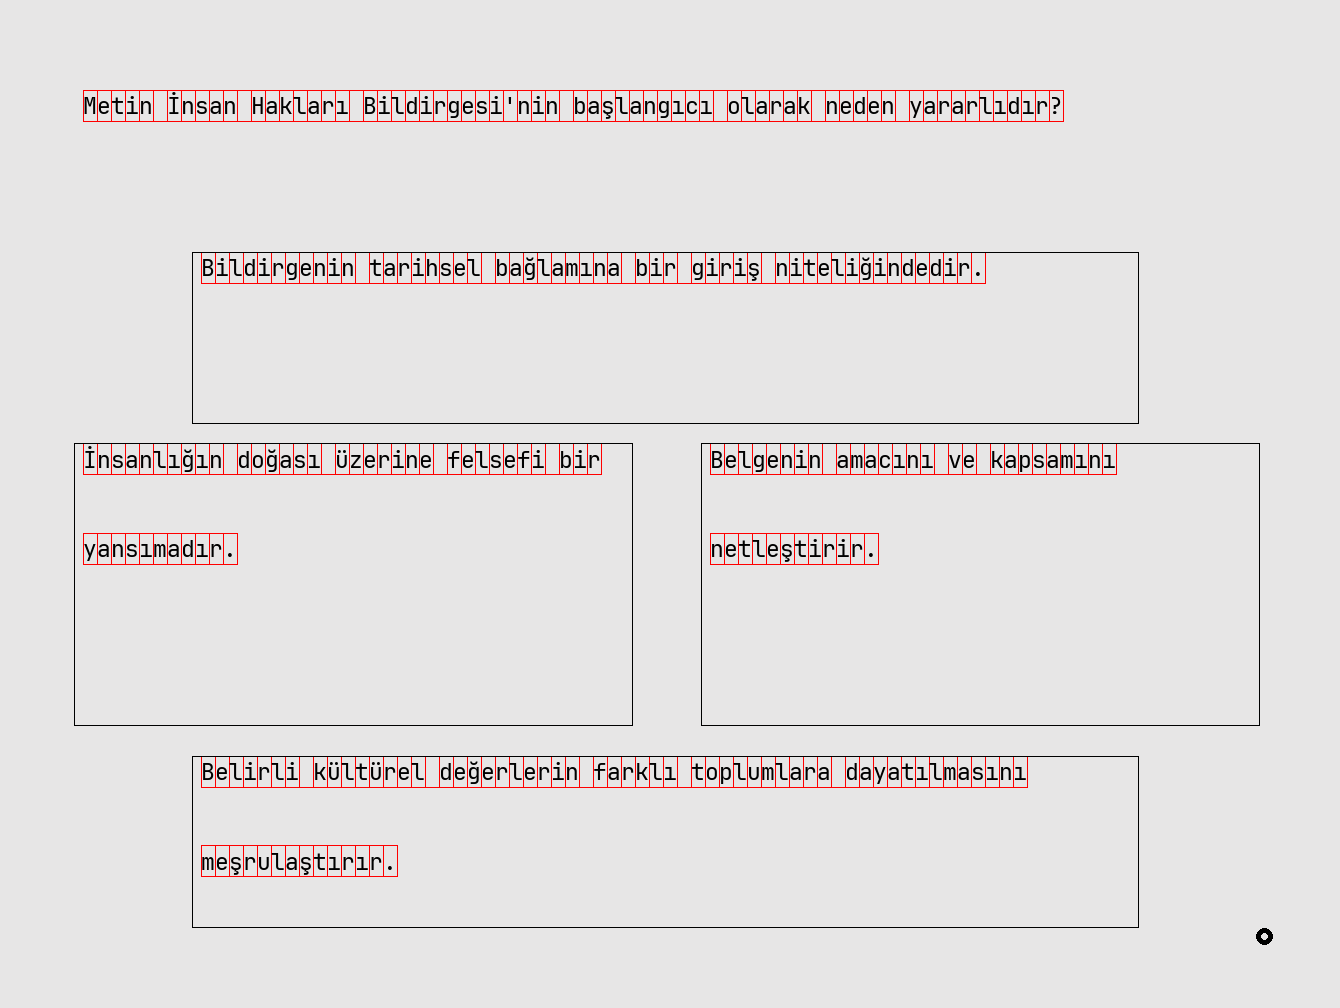 Metin İnsan Hakları Bildirgesi'nin başlangıcı olarak neden yararlıdır?
Bildirgenin tarihsel bağlamına bir giriş niteliğindedir.
İnsanlığın doğası üzerine felsefi bir
yansımadır.
Belgenin amacını ve kapsamını
netleştirir.
Belirli kültürel değerlerin farklı toplumlara dayatılmasını
meşrulaştırır.